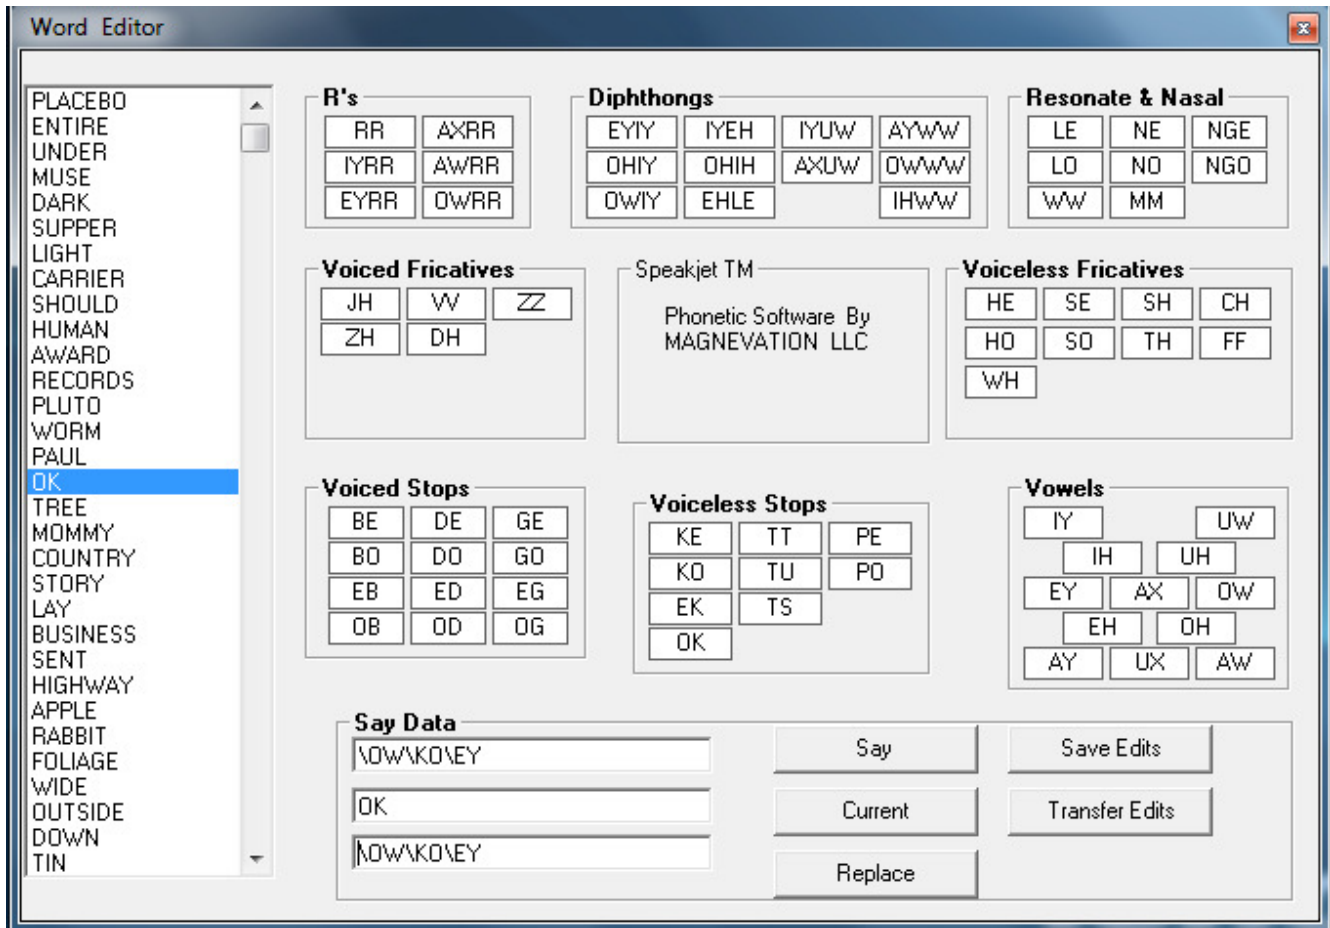 Word Editor
PLACEBO
ENTIRE
UNDER
MUSE
DARK
SUPPER
LIGHT
CARRIER
SHOULD
HUMAN
AWARD
RECORDS
PLUTO
WORM
PAUL
OK
TREE
MOMMY
COUNTRY
STORY
LAY
BUSINESS
SENT
HIGHWAY
APPLE
RABBIT
FOLIAGE
WIDE
OUTSIDE
DOWN
TIN
R's
RR AXRR
IYRR AWRR
EYRR OWRR
Diphthongs
EYIY IYEH IYUW AYWW
OHIY OHIH AXUW OWWW
OWIY EHLE IHWW
Resonate & Nasal
LE NE NGE
LO NO NGO
WW MM
Voiced Fricatives
JH VV ZZ
ZH DH
Speakjet TM
Phonetic Software By
MAGNEVATION LLC
Voiceless Fricatives
HE SE SH CH
HO SO TH FF
WH
Voiced Stops
BE DE GE
BO DO GO
EB ED EG
OB OD OG
Voiceless Stops
KE TT PE
KO TU PO
EK TS
OK
Vowels
IY UW
IH UH
EY AX OW
EH OH
AY UX AW
Say Data
\OW\KO\EY
OK
\OW\KO\EY
Say
Current
Replace
Save Edits
Transfer Edits